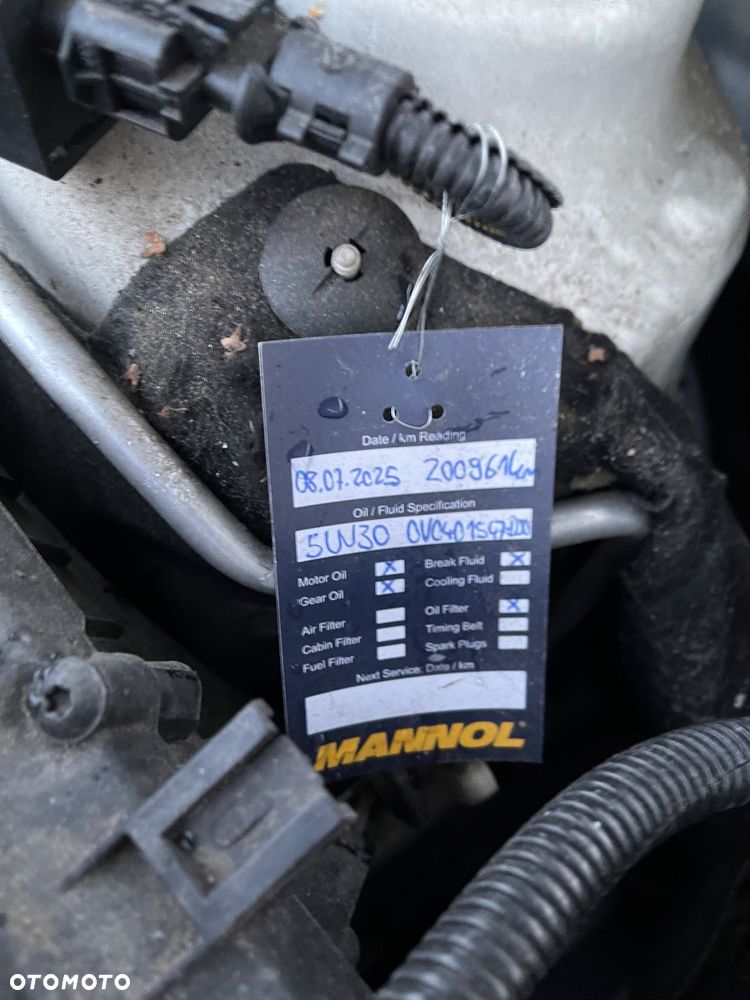 Date / km Reading
08.07.2025 200961km
Oil / Fluid Specification
5W30
Motor Oil X Break Fluid X
Gear Oil X Cooling Fluid
Air Filter Oil Filter X
Cabin Filter Timing Belt
Fuel Filter Spark Plugs
Next Service: Date / km
MANNOL
OTOMOTO